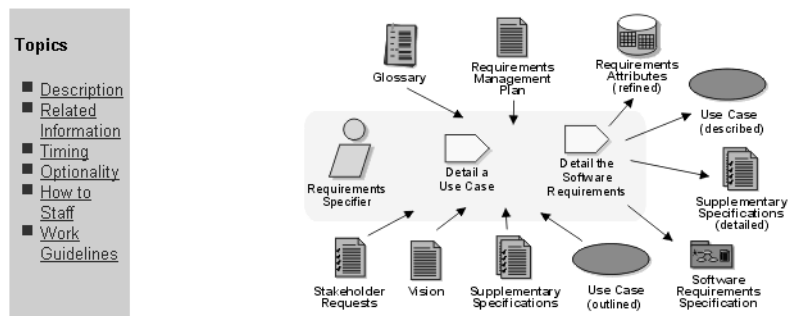 Topics
Description
Related
Information
Timing
Optionality
How to
Staff
Work
Guidelines
Glossary
Requirements
Management
Plan
Requirements
Attributes
(refined)
Use Case
(described)
Requirements
Specifier
Detail a
Use Case
Detail the
Software
Requirements
Supplementary
Specifications
(detailed)
Stakeholder
Requests
Vision
Supplementary
Specifications
Use Case
(outlined)
Software
Requirements
Specification